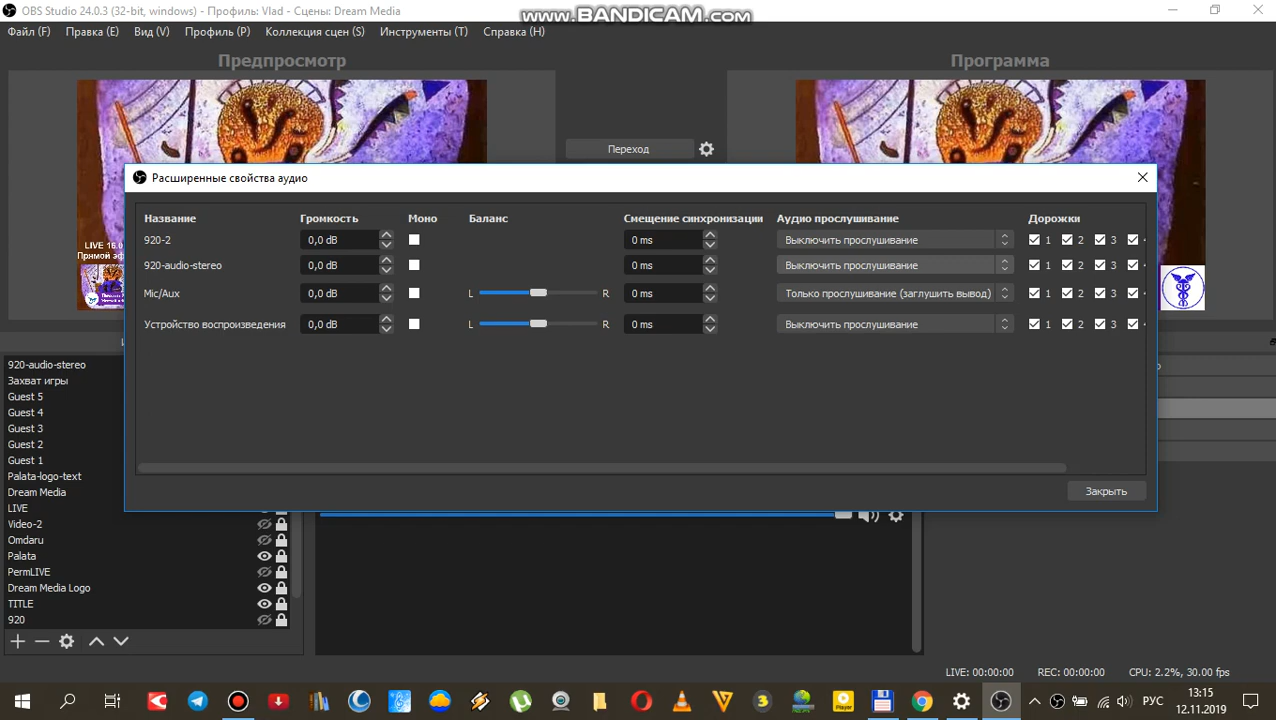 OBS Studio 24.0.3 (32-bit, windows) - Профиль: Vlad - Сцены: Dream Media
www.BANDICAM.com
Файл (F) Правка (E) Вид (V) Профиль (P) Коллекция сцен (S) Инструменты (T) Справка (H)
Предпросмотр Программа
Переход
Расширенные свойства аудио
Название Громкость Моно Баланс Смещение синхронизации Аудио прослушивание Дорожки
920-2 0,0 dB 0 ms Выключить прослушивание 1 2 3
920-audio-stereo 0,0 dB 0 ms Выключить прослушивание 1 2 3
Mic/Aux 0,0 dB L R 0 ms Только прослушивание (заглушить вывод) 1 2 3
Устройство воспроизведения 0,0 dB L R 0 ms Выключить прослушивание 1 2 3
Закрыть
LIVE 16.0
Прямой эф
920-audio-stereo
Захват игры
Guest 5
Guest 4
Guest 3
Guest 2
Guest 1
Palata-logo-text
Dream Media
LIVE
Video-2
Omdaru
Palata
PermLIVE
Dream Media Logo
TITLE
920
LIVE: 00:00:00 REC: 00:00:00 CPU: 2.2%, 30.00 fps
Player
РУС
13:15
12.11.2019